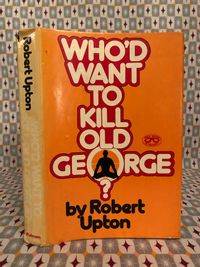 Robert Upton
WHO'D
WANT
TO
KILL
OLD
GEORGE
?
by Robert
Upton